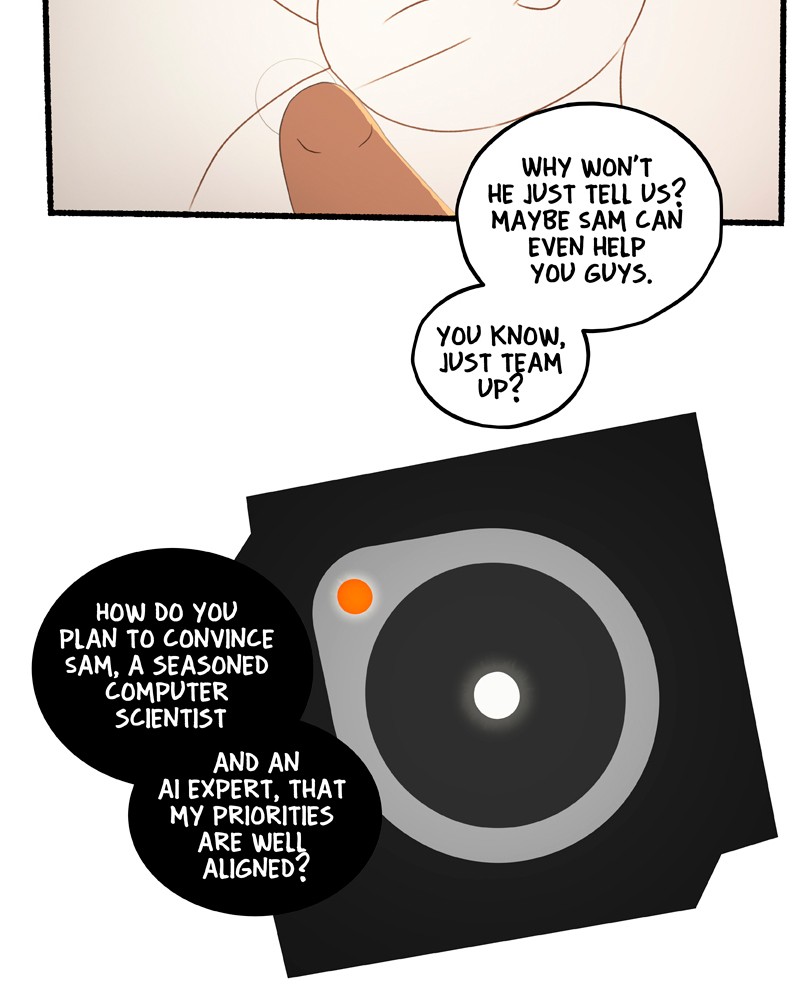 WHY WON'T
HE JUST TELL US?
MAYBE SAM CAN
EVEN HELP
YOU GUYS.
YOU KNOW,
JUST TEAM
UP?
HOW DO YOU
PLAN TO CONVINCE
SAM, A SEASONED
COMPUTER
SCIENTIST
AND AN
AI EXPERT, THAT
MY PRIORITIES
ARE WELL
ALIGNED?